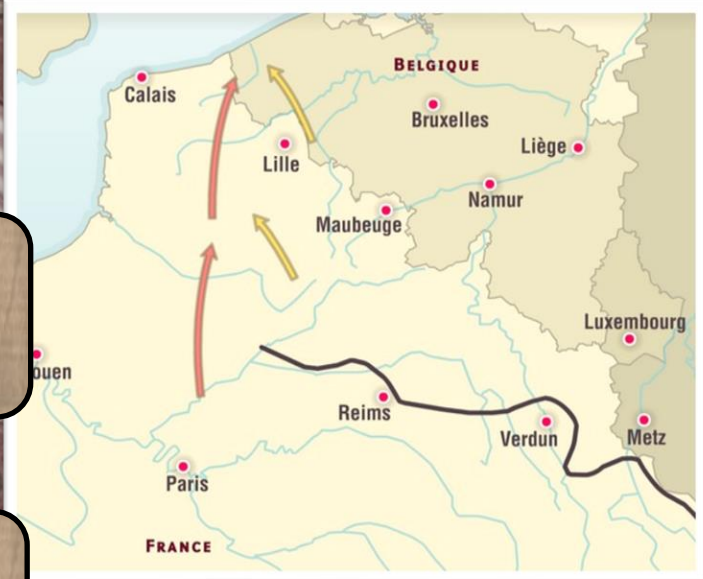 BELGIQUE
Calais
Bruxelles
Liège
Lille
Namur
Maubeuge
Luxembourg
ouen
Reims
Verdun
Metz
Paris
FRANCE